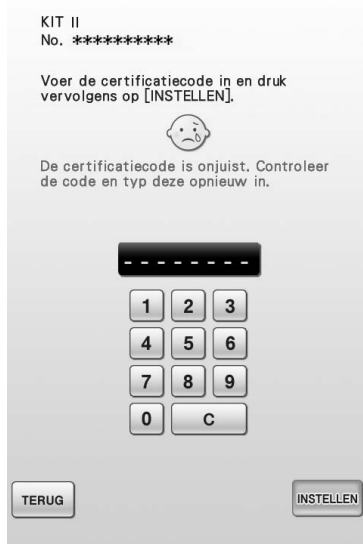 KIT II
No. **********
Voer de certificatiecode in en druk
vervolgens op [INSTELLEN].
De certificatiecode is onjuist. Controleer
de code en typ deze opnieuw in.
- - - - - - - -
1 2 3
4 5 6
7 8 9
0 C
TERUG
INSTELLEN